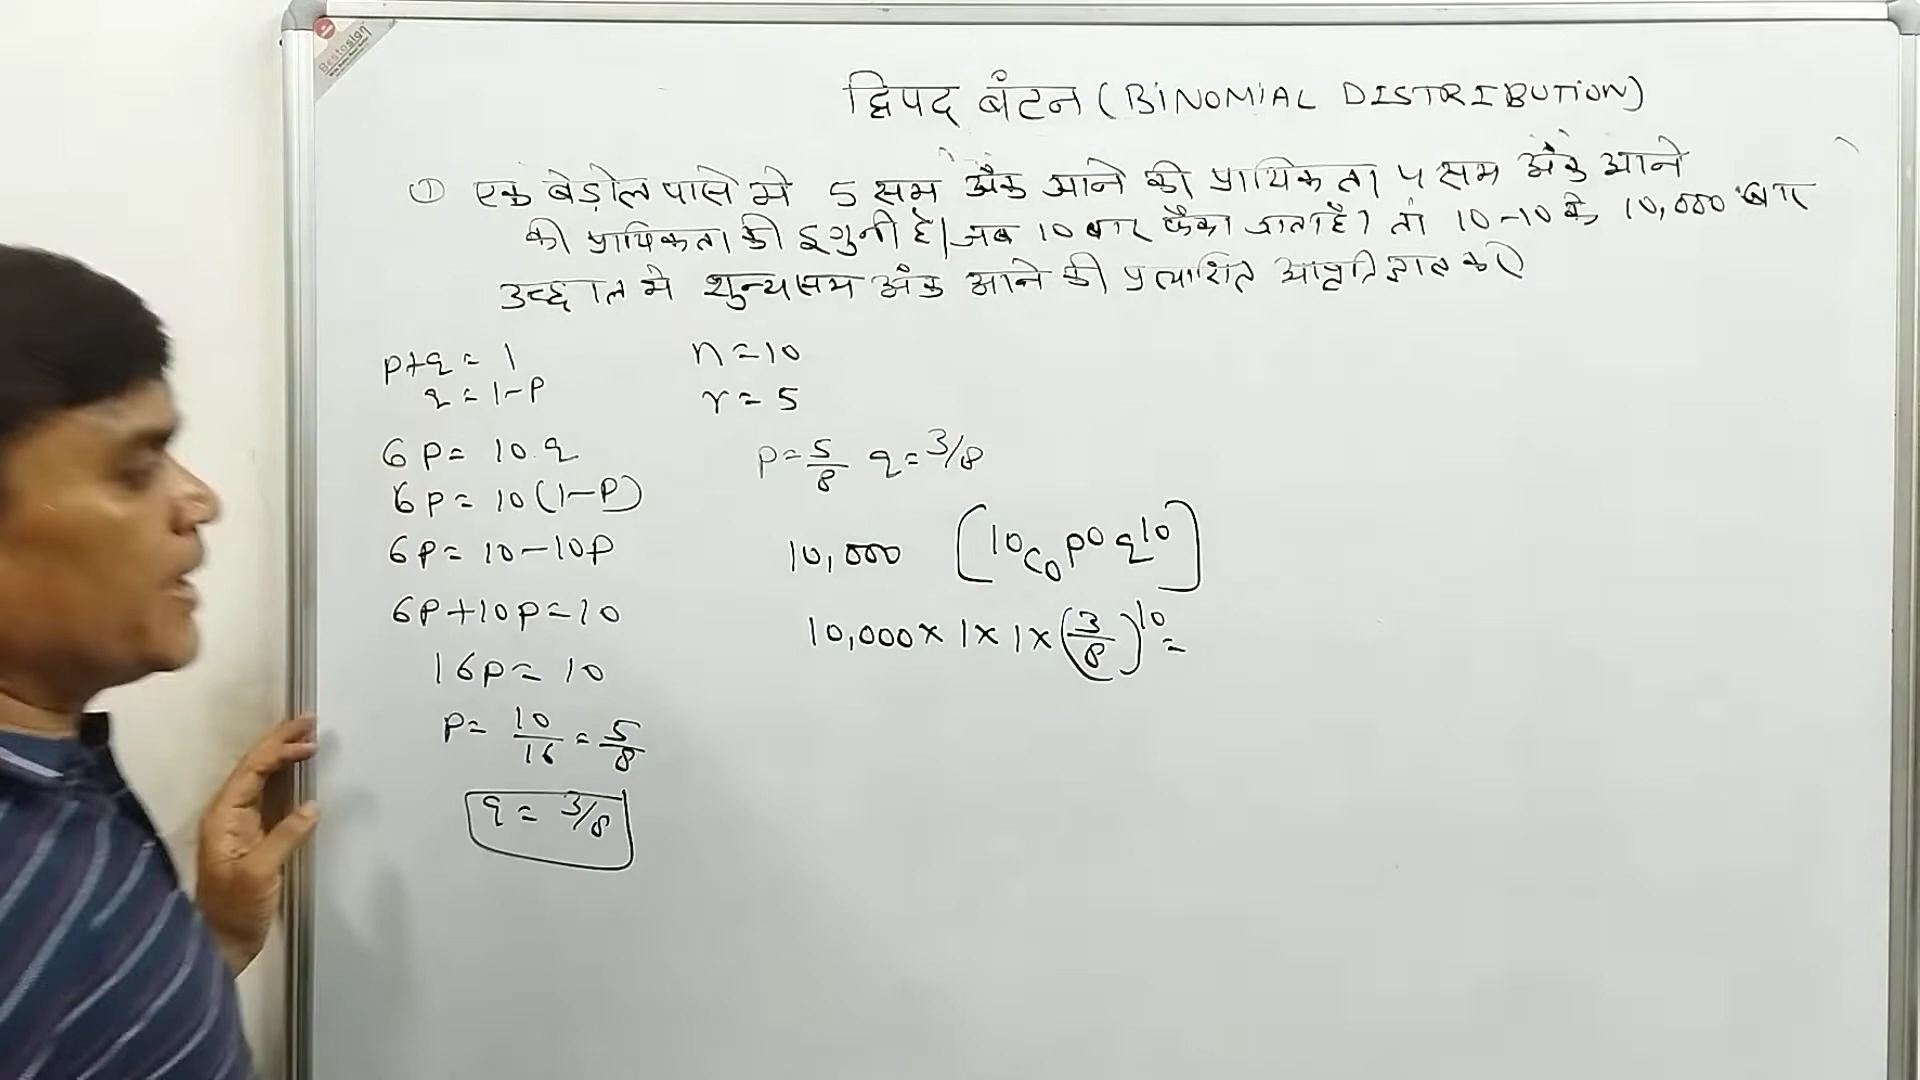 Bestosign
द्विपद बंटन (BINOMIAL DISTRIBUTION)
① एक बेड़ोल पासे मे 5 सम अंक आने की प्रायिकता 4 सम अंक आने
की प्रायिकता की दुगुनी है। जब 10 बार फैंका जाता है। तो 10-10 के 10,000 बार
उच्छाल मे शुन्य सम अंक आने की प्रत्याशित आवृत्ति ज्ञात करो
p+q = 1
q = 1-P
6P = 10.q
6P = 10(1-P)
6P = 10-10P
6P+10P=10
16P = 10
P = 10/16 = 5/8
q = 3/8
n = 10
r = 5
P = 5/8 q = 3/8
10,000 [10C0 P0 q10]
10,000 × 1 × 1 × (3/8)10 =